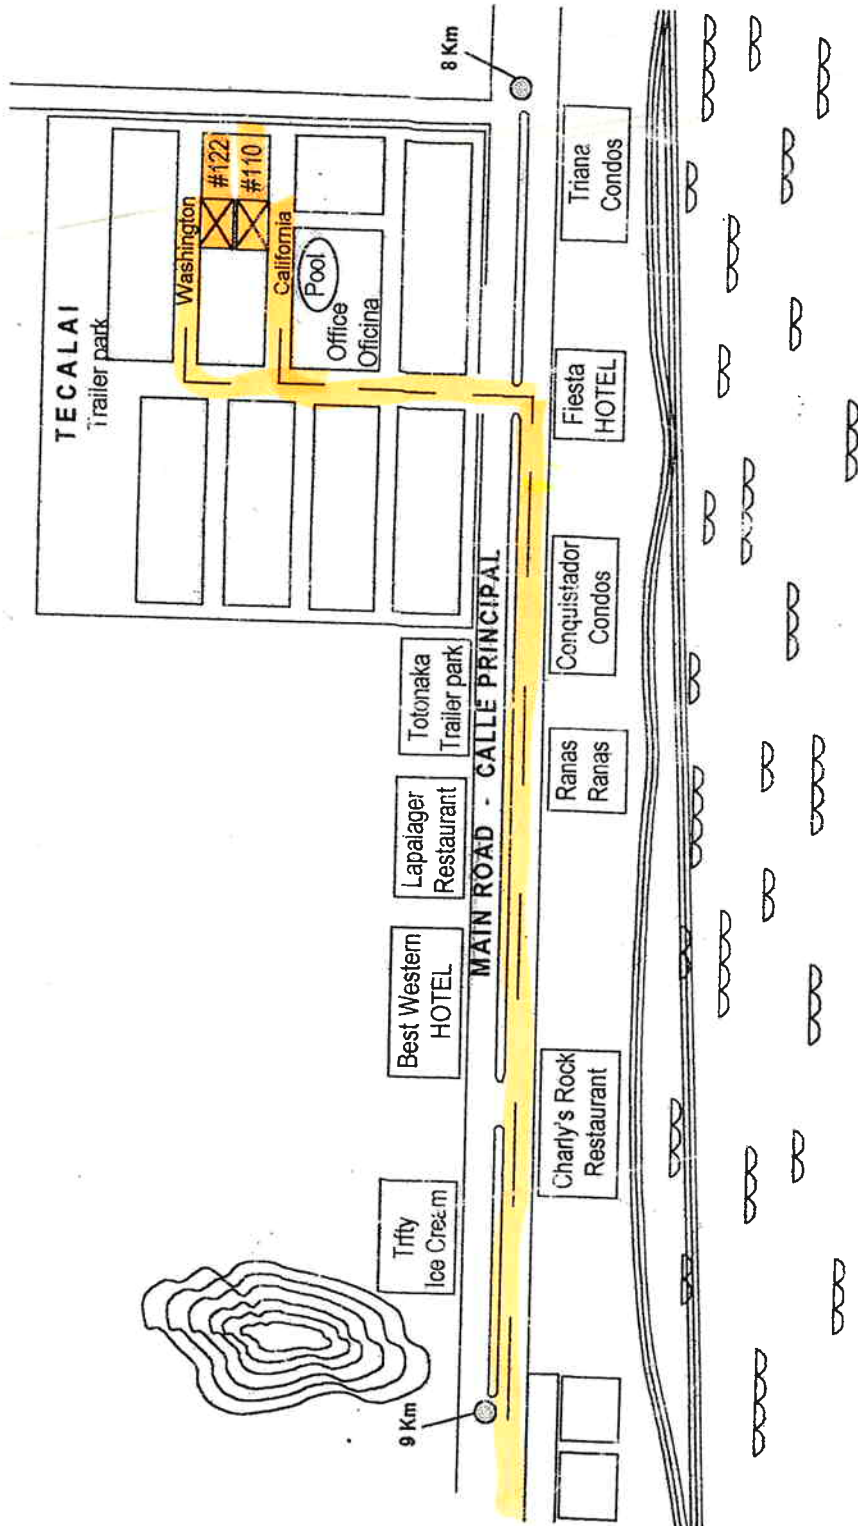 TECALAI
Trailer park
Washington
#122
#110
California
Pool
Office
Oficina
8 Km
Totonaka
Trailer park
Lapalager
Restaurant
Best Western
HOTEL
Trfty
Ice Cream
9 Km
MAIN ROAD - CALLE PRINCIPAL
Charly's Rock
Restaurant
Ranas
Ranas
Conquistador
Condos
Fiesta
HOTEL
Triana
Condos